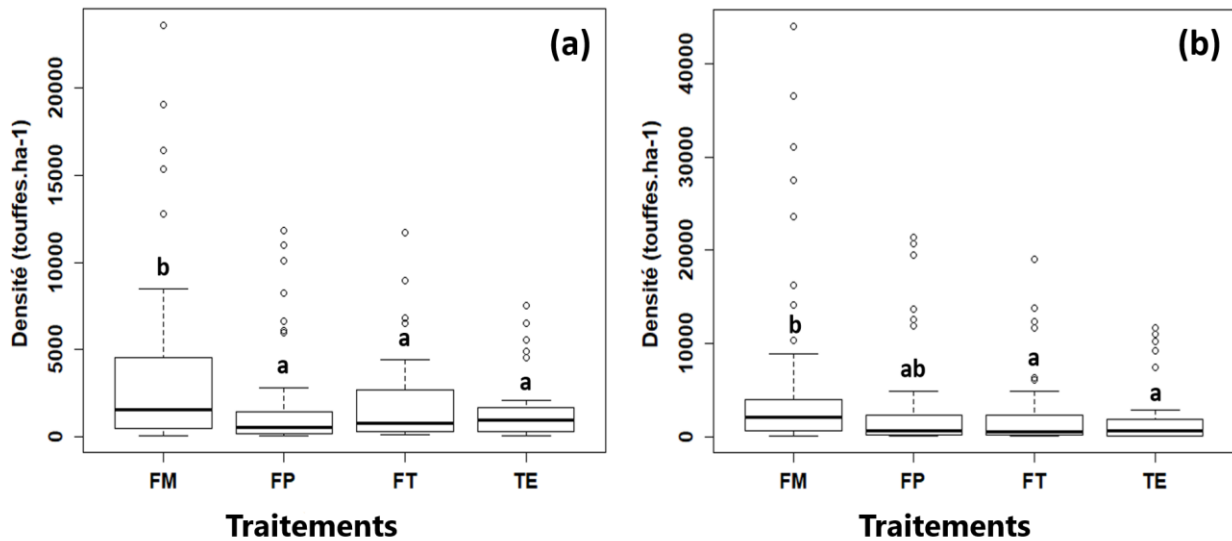 (a)
Densité (touffes.ha-1)
20000
15000
10000
5000
0
b
a
a
a
FM FP FT TE
Traitements
(b)
Densité (touffes.ha-1)
40000
30000
20000
10000
0
b
ab
a
a
FM FP FT TE
Traitements